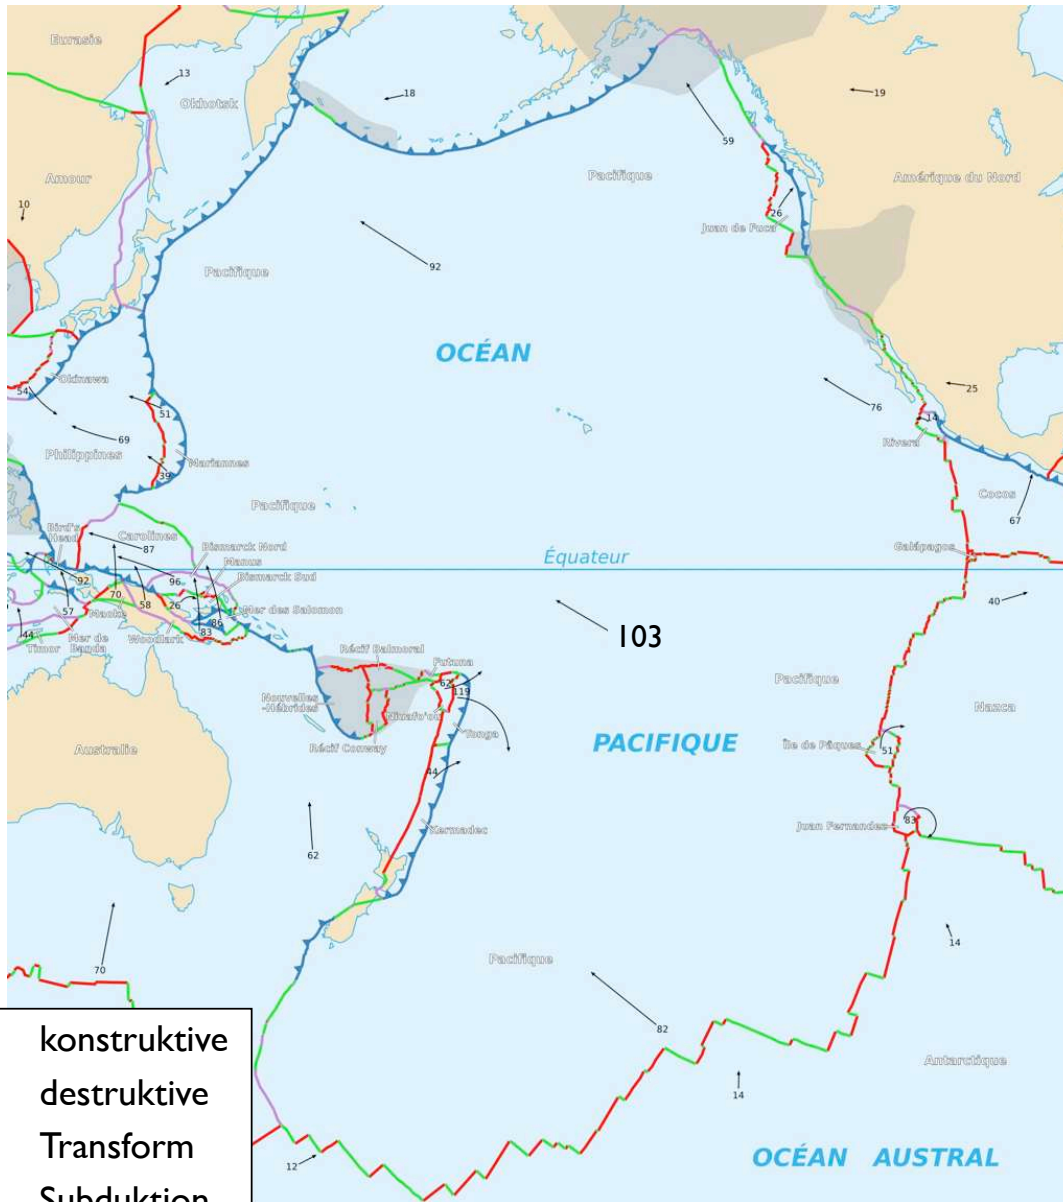 Eurasie
13
Okhotsk
18
59
19
Amour
10
Pacifique
Amérique du Nord
26
Juan de Fuca
Pacifique
92
OCÉAN
Okinawa
54
51
69
Philippines
Mariannes
39
76
25
14
Rivera
Cocos
67
Pacifique
Bird's
Head
Carolines
87
Bismarck Nord
Manus
Bismarck Sud
Équateur
Galápagos
92
96
70
58
26
57
86
Mer des Salomon
Maoke
83
Woodlark
44
Timor
Mer de
Banda
40
103
Récif Balmoral
Futuna
62
119
Nouvelles
-Hébrides
Niuafo'ou
Récif Conway
Tonga
Pacifique
Nazca
Australie
PACIFIQUE
Île de Pâques
51
44
Kermadec
Juan Fernandez
83
62
14
70
Pacifique
82
Antarctique
14
12
OCÉAN AUSTRAL
konstruktive
destruktive
Transform
Subduktion